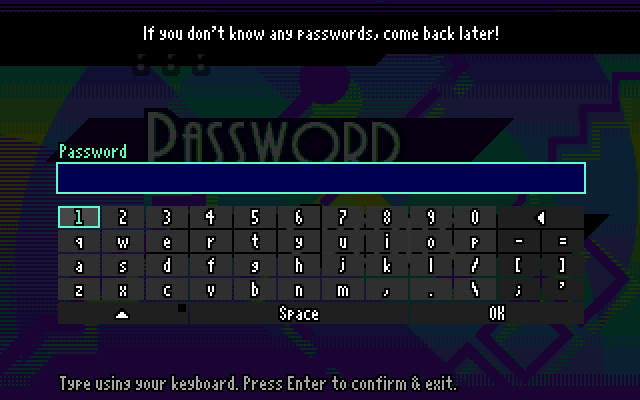 If you don't know any passwords, come back later!
PASSWORD
Password
1 2 3 4 5 6 7 8 9 0 ◀
q w e r t y u i o p - =
a s d f g h j k l / [ ]
z x c v b n m , . \ ; '
▲ Space OK
Type using your keyboard. Press Enter to confirm & exit.